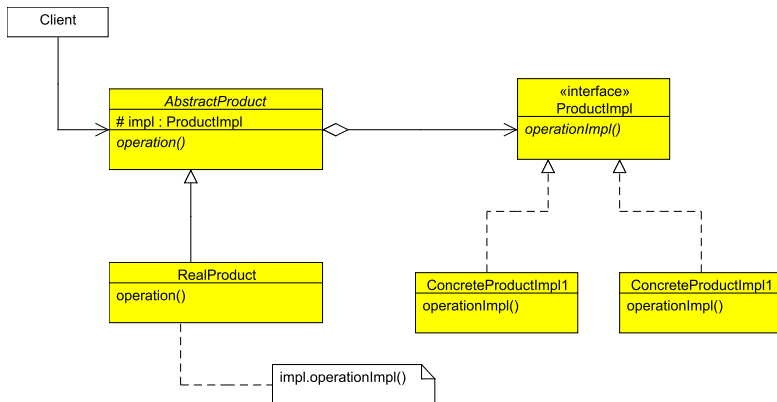 Client
AbstractProduct
# impl : ProductImpl
operation()
«interface»
ProductImpl
operationImpl()
RealProduct
operation()
ConcreteProductImpl1
operationImpl()
ConcreteProductImpl1
operationImpl()
impl.operationImpl()